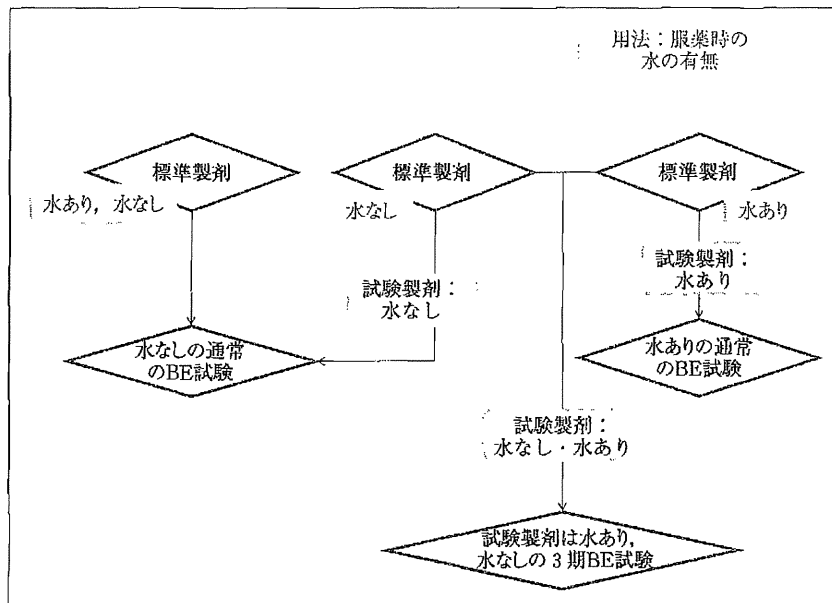 用法：服薬時の
水の有無
標準製剤
標準製剤
標準製剤
水あり，水なし
水なし
水あり
試験製剤：
水あり
試験製剤：
水なし
水なしの通常
のBE試験
水ありの通常
のBE試験
試験製剤：
水なし・水あり
試験製剤は水あり，
水なしの3期BE試験